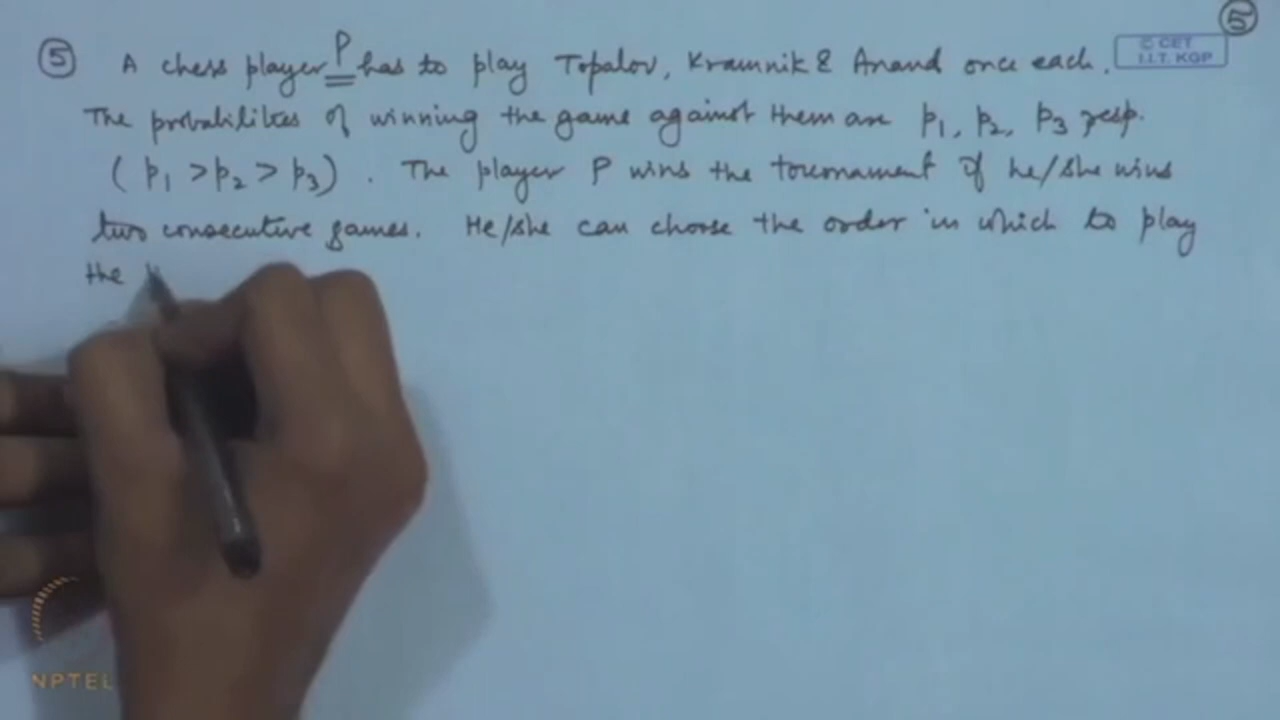 5
5 A chess player P has to play Topalov, Kramnik & Anand once each.
© CET
I.I.T. KGP
The probabilities of winning the game against them are p1, p2, p3 resp.
(p1 > p2 > p3). The player P wins the tournament if he/she wins
two consecutive games. He/she can choose the order in which to play
the
NPTEL